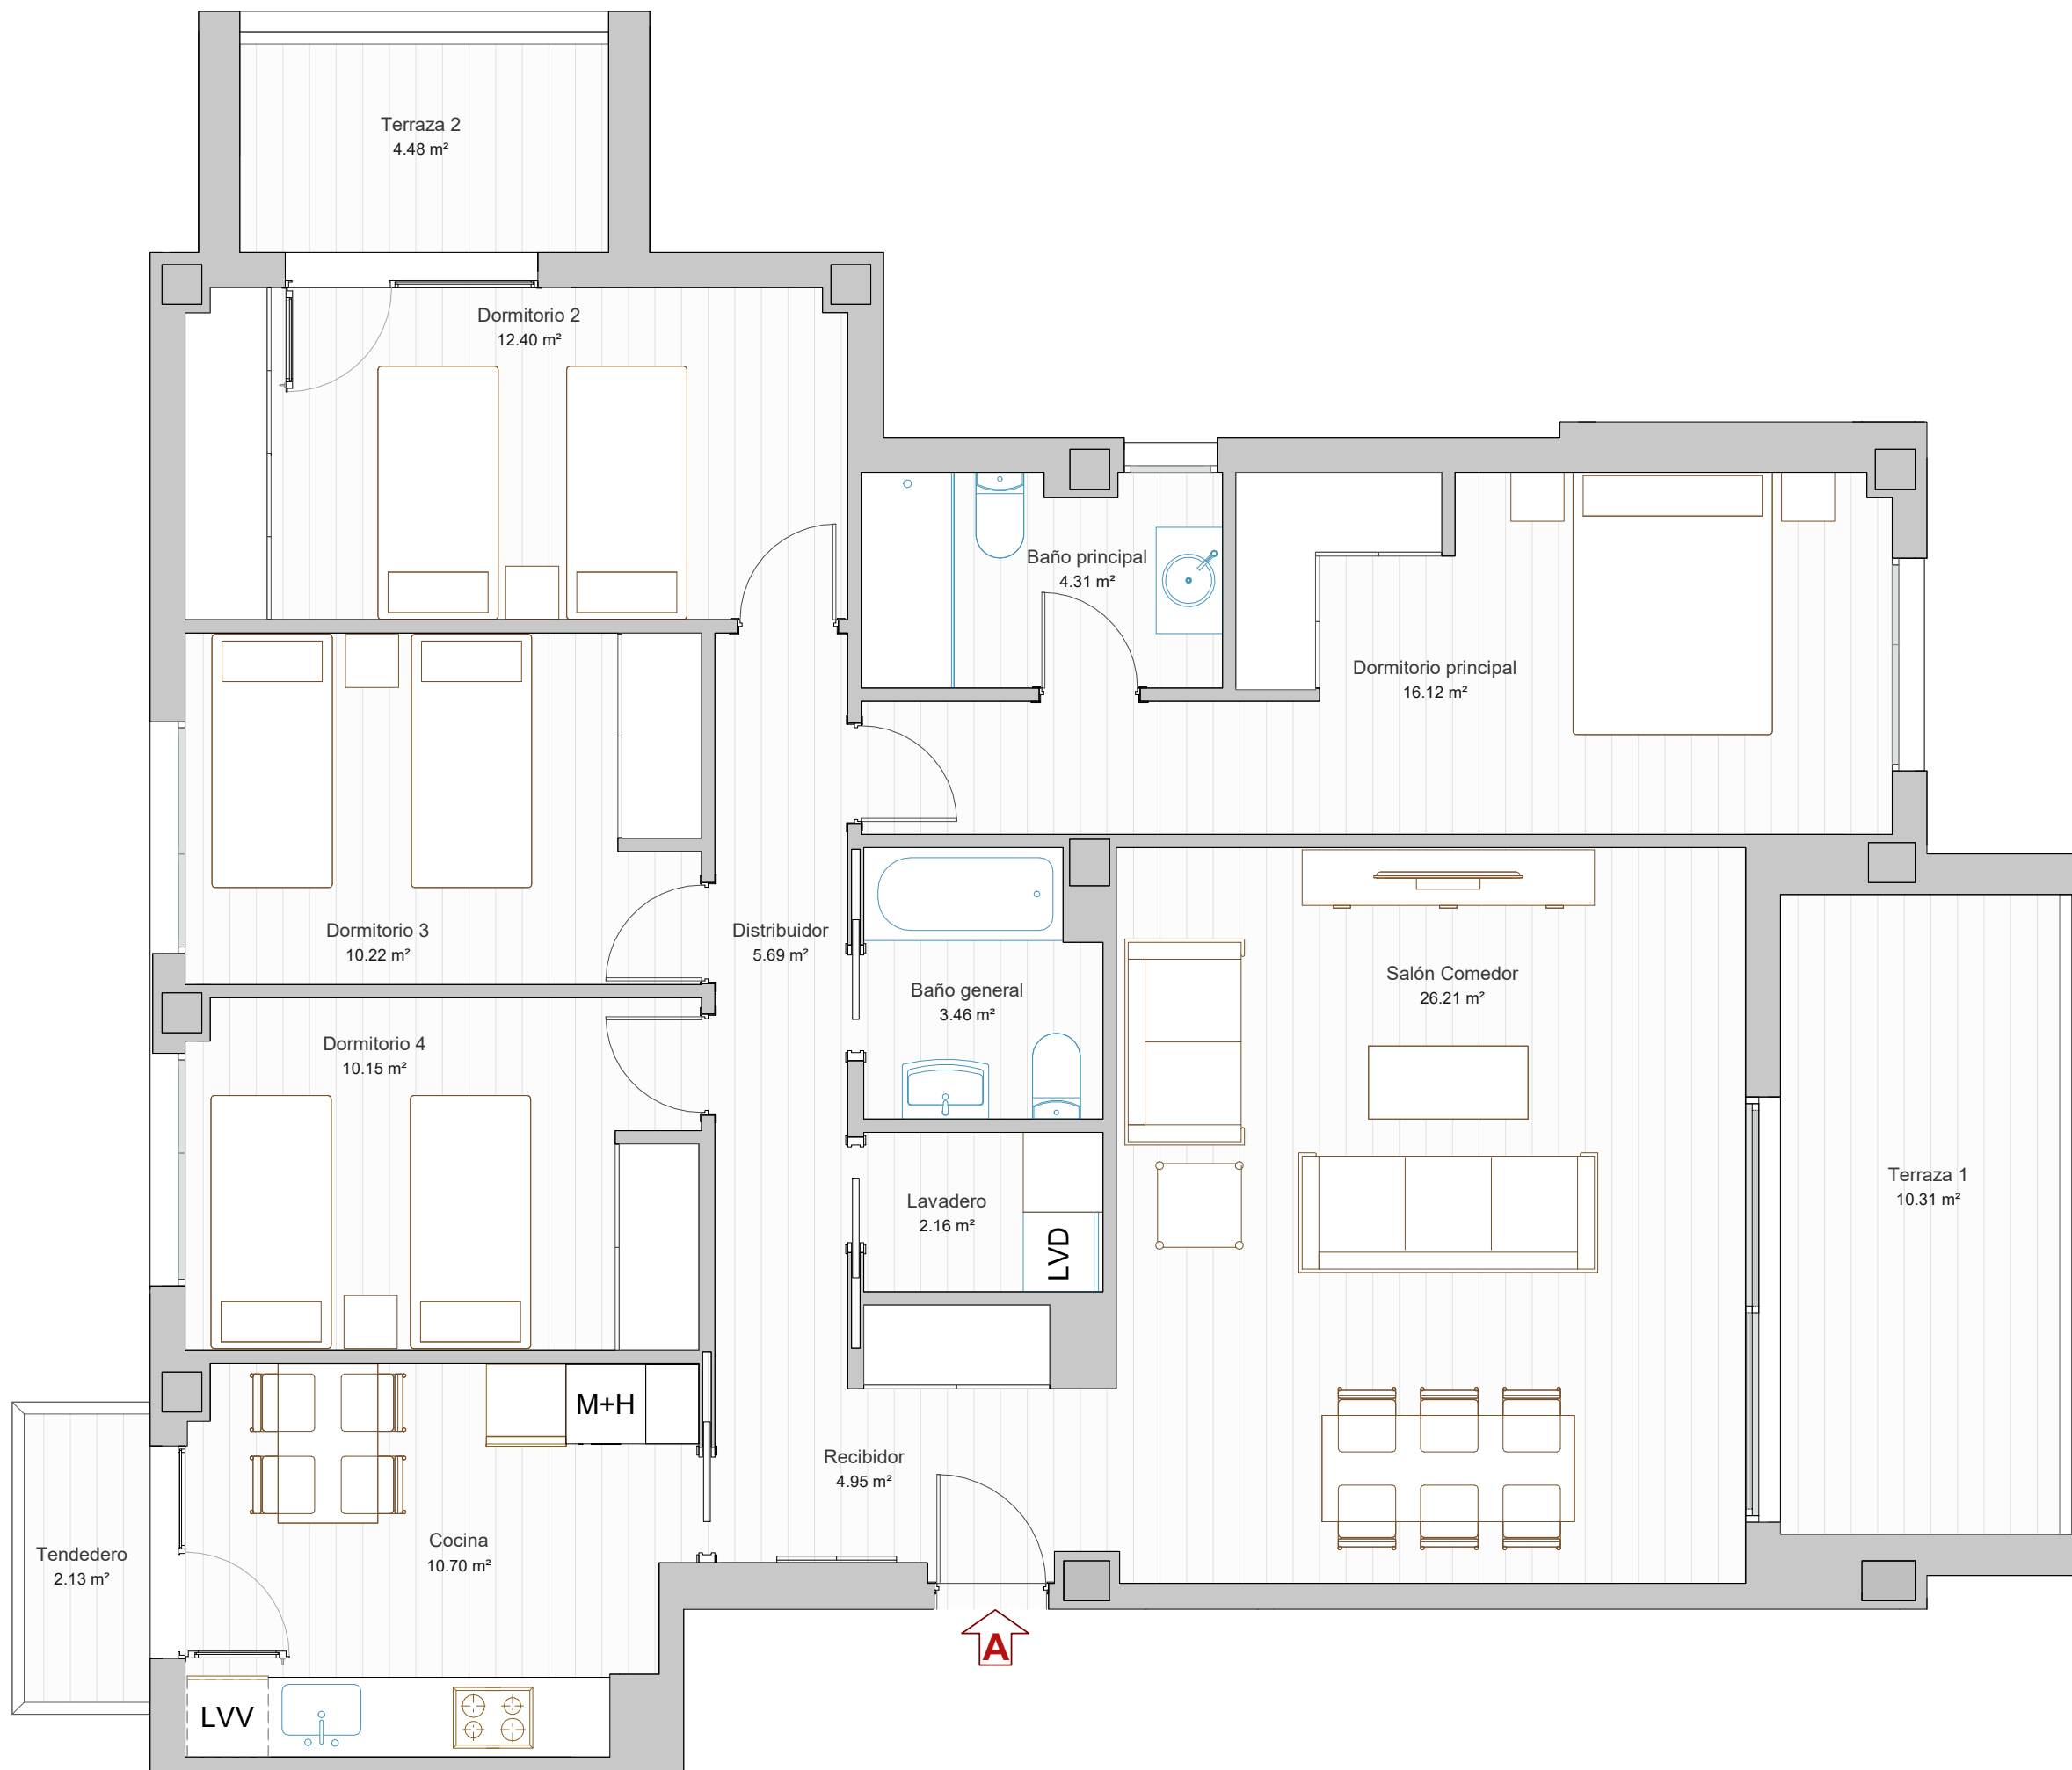 Terraza 2
4.48 m²
Dormitorio 2
12.40 m²
Baño principal
4.31 m²
Dormitorio principal
16.12 m²
Dormitorio 3
10.22 m²
Distribuidor
5.69 m²
Baño general
3.46 m²
Salón Comedor
26.21 m²
Dormitorio 4
10.15 m²
Lavadero
2.16 m²
LVD
Terraza 1
10.31 m²
M+H
Recibidor
4.95 m²
Cocina
10.70 m²
Tendedero
2.13 m²
A
LVV